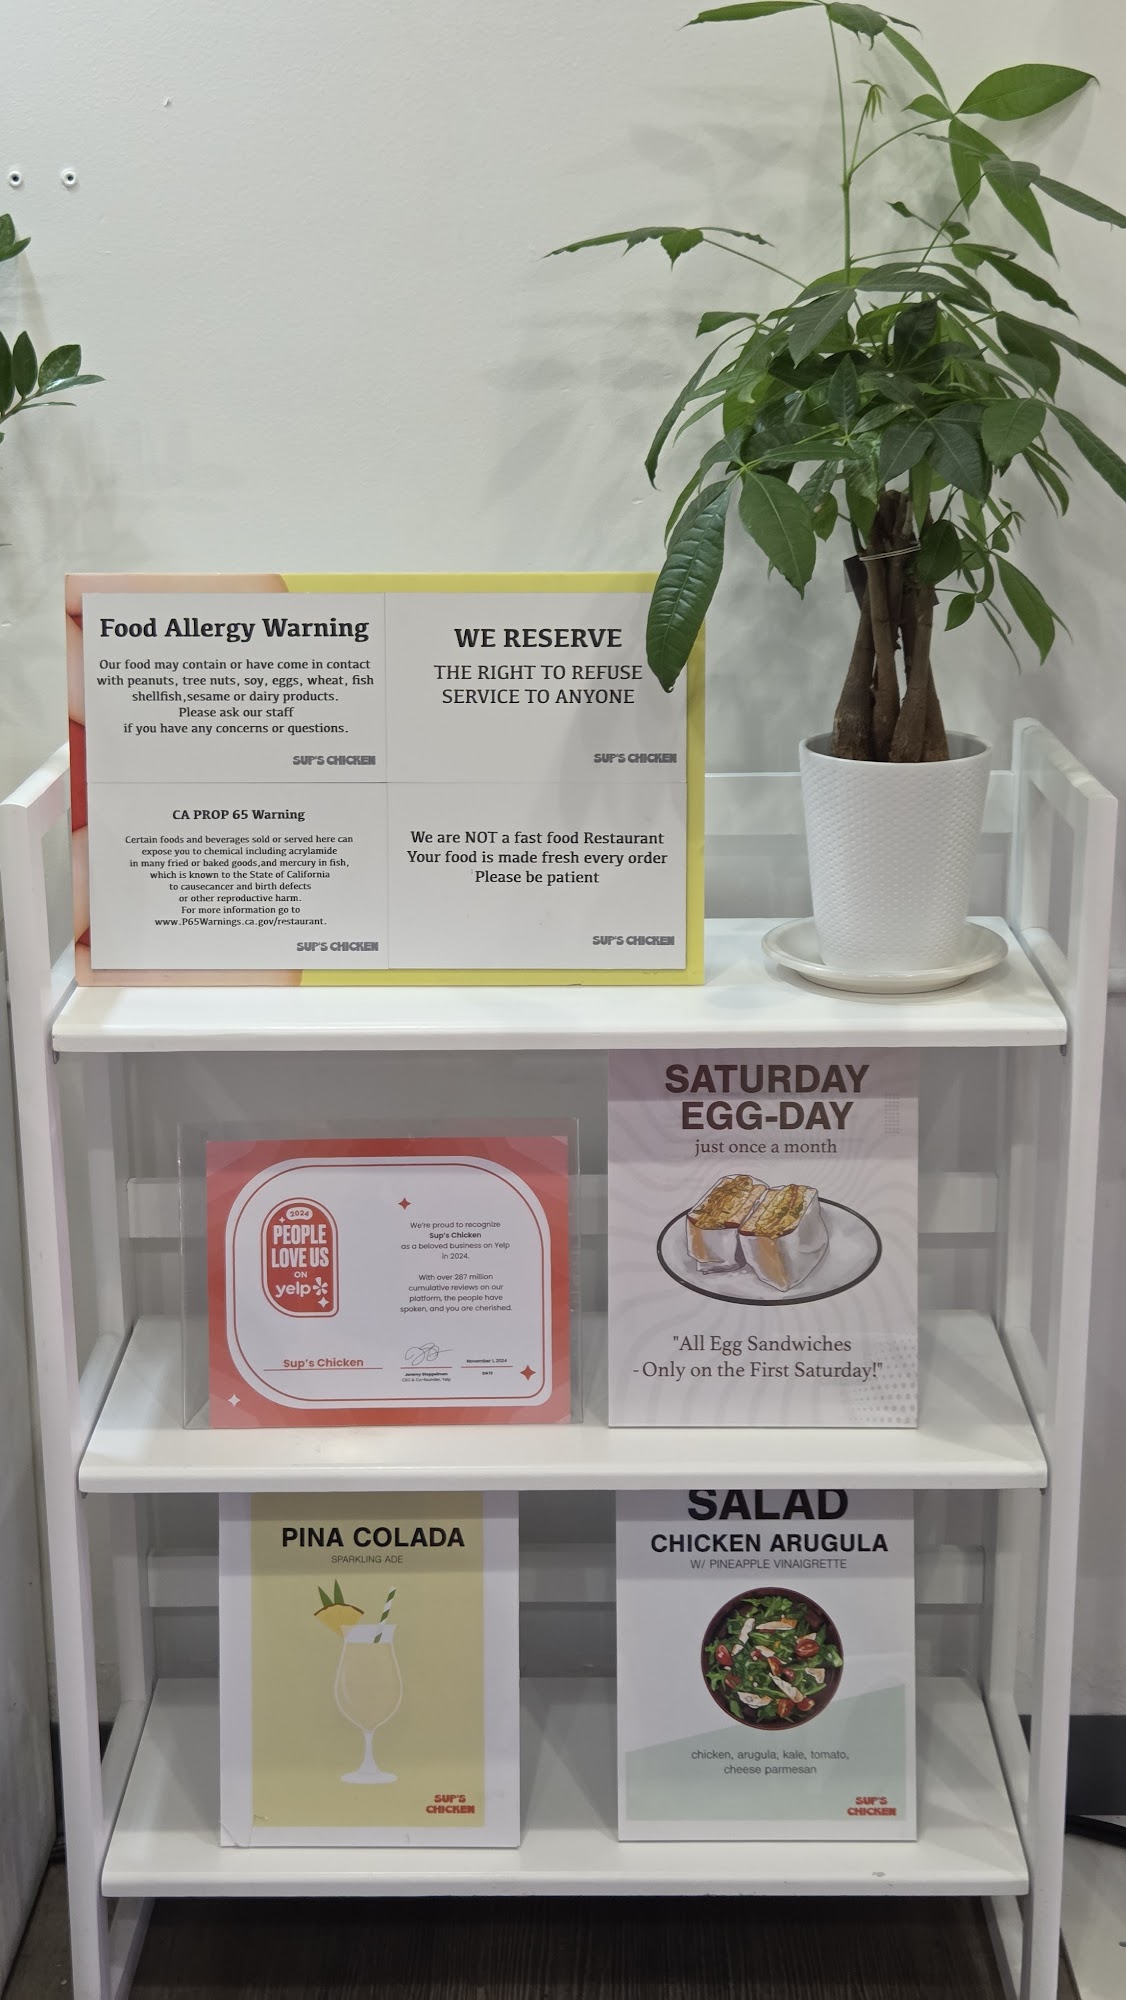 Food Allergy Warning
Our food may contain or have come in contact
with peanuts, tree nuts, soy, eggs, wheat, fish
shellfish,sesame or dairy products.
Please ask our staff
if you have any concerns or questions.
SUP'S CHICKEN
WE RESERVE
THE RIGHT TO REFUSE
SERVICE TO ANYONE
SUP'S CHICKEN
CA PROP 65 Warning
Certain foods and beverages sold or served here can
expose you to chemical including acrylamide
in many fried or baked goods,and mercury in fish,
which is known to the State of California
to causecancer and birth defects
or other reproductive harm.
For more information go to
www.P65Warnings.ca.gov/restaurant.
SUP'S CHICKEN
We are NOT a fast food Restaurant
Your food is made fresh every order
Please be patient
SUP'S CHICKEN
2024
PEOPLE
LOVE US
ON
yelp
We're proud to recognize
Sup's Chicken
as a beloved business on Yelp
in 2024.
With over 287 million
cumulative reviews on our
platform, the people have
spoken, and you are cherished.
Sup's Chicken
Jeremy Stoppelman
CEO & Co-founder, Yelp
November 1, 2024
DATE
SATURDAY
EGG-DAY
just once a month
"All Egg Sandwiches
-Only on the First Saturday!"
PINA COLADA
SPARKLING ADE
SUP'S
CHICKEN
SALAD
CHICKEN ARUGULA
W/ PINEAPPLE VINAIGRETTE
chicken, arugula, kale, tomato,
cheese parmesan
SUP'S
CHICKEN